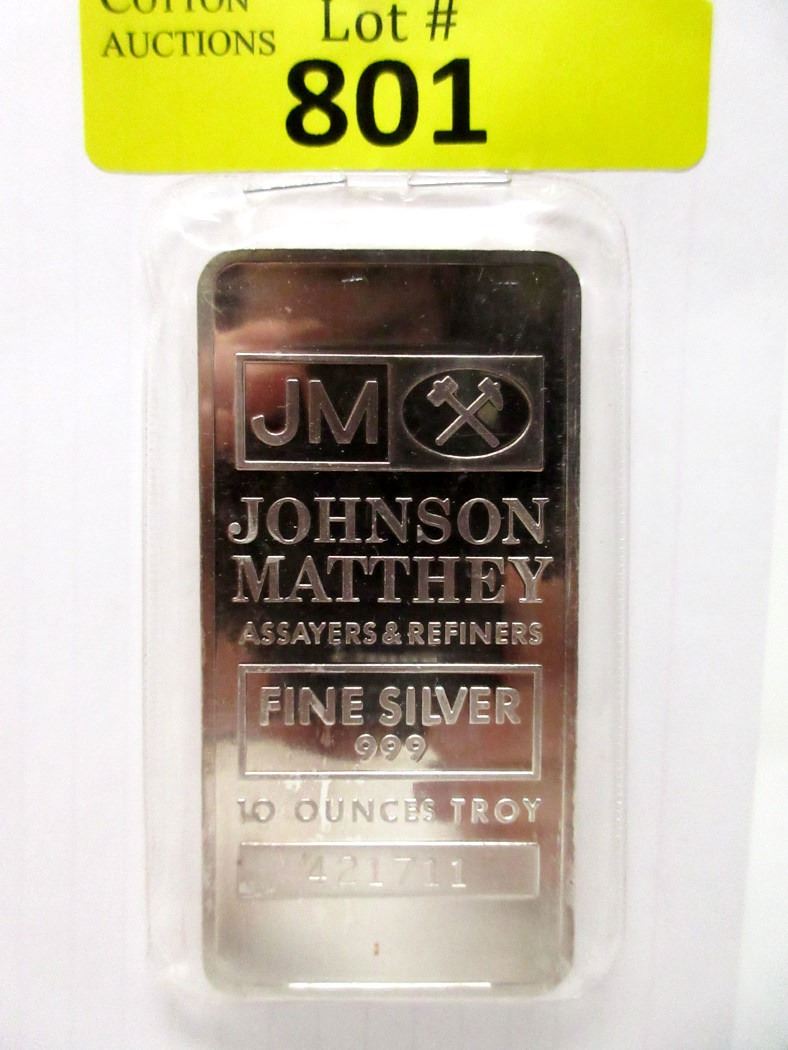 COTTON
AUCTIONS
Lot #
801
JM
JOHNSON
MATTHEY
ASSAYERS & REFINERS
FINE SILVER
999
10 OUNCES TROY
421711